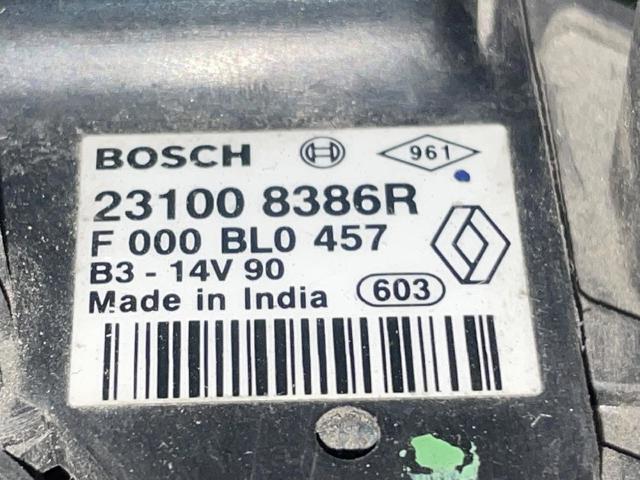 BOSCH 961
23100 8386R
F 000 BL0 457
B3 - 14V 90
Made in India 603